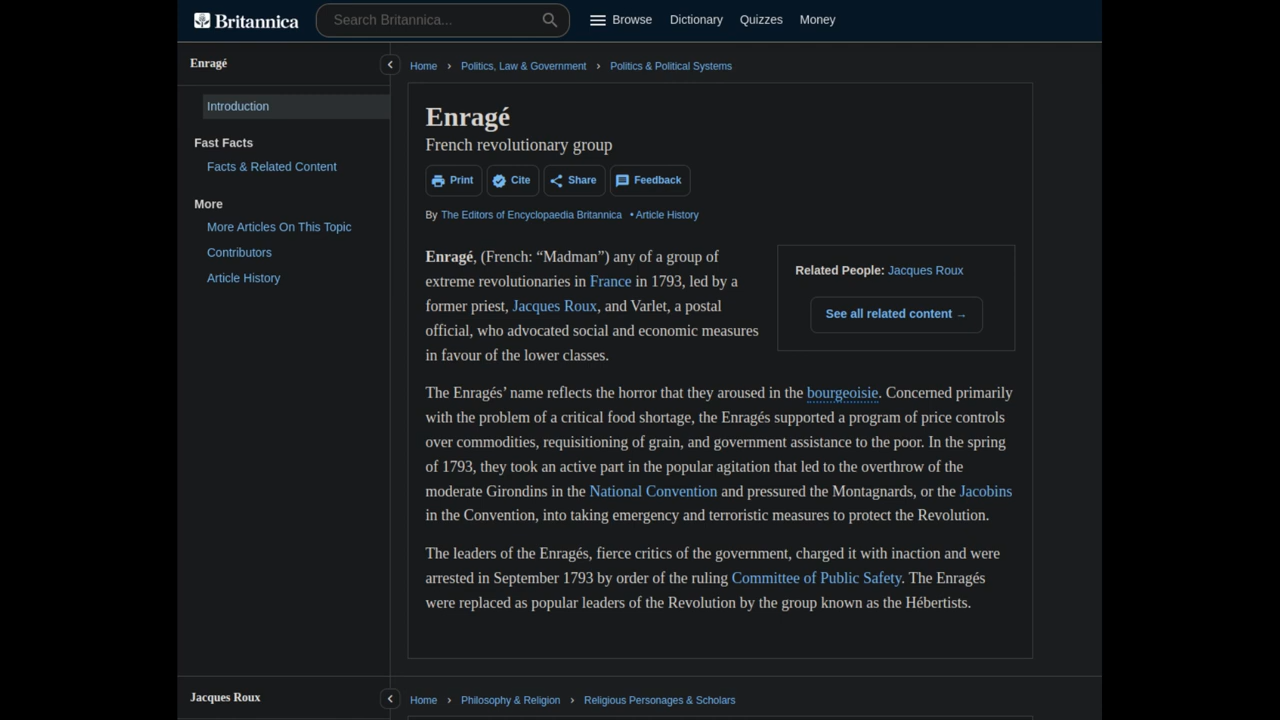 Britannica
Search Britannica...
Browse
Dictionary
Quizzes
Money
Enragé
Introduction
Fast Facts
Facts & Related Content
More
More Articles On This Topic
Contributors
Article History
Home › Politics, Law & Government › Politics & Political Systems
Enragé
French revolutionary group
Print
Cite
Share
Feedback
By The Editors of Encyclopaedia Britannica • Article History
Enragé, (French: “Madman”) any of a group of
extreme revolutionaries in France in 1793, led by a
former priest, Jacques Roux, and Varlet, a postal
official, who advocated social and economic measures
in favour of the lower classes.
Related People: Jacques Roux
See all related content →
The Enragés’ name reflects the horror that they aroused in the bourgeoisie. Concerned primarily
with the problem of a critical food shortage, the Enragés supported a program of price controls
over commodities, requisitioning of grain, and government assistance to the poor. In the spring
of 1793, they took an active part in the popular agitation that led to the overthrow of the
moderate Girondins in the National Convention and pressured the Montagnards, or the Jacobins
in the Convention, into taking emergency and terroristic measures to protect the Revolution.
The leaders of the Enragés, fierce critics of the government, charged it with inaction and were
arrested in September 1793 by order of the ruling Committee of Public Safety. The Enragés
were replaced as popular leaders of the Revolution by the group known as the Hébertists.
Jacques Roux
Home › Philosophy & Religion › Religious Personages & Scholars